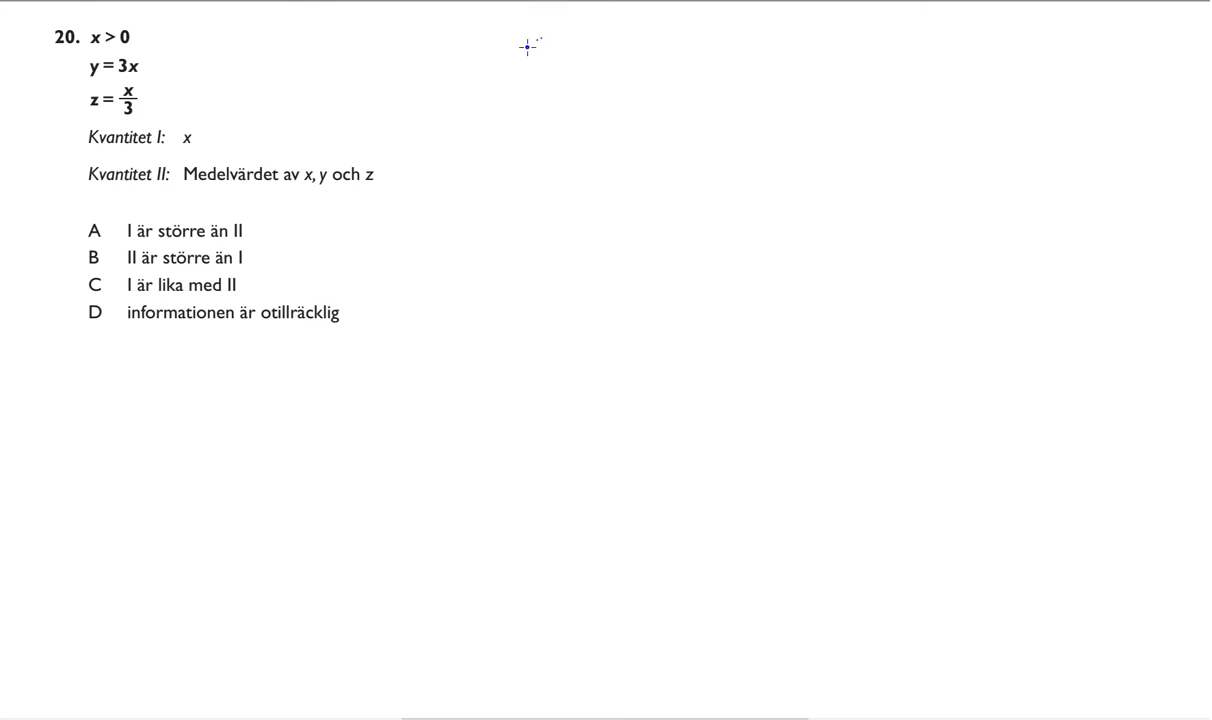 20. x > 0
y = 3x
z = x/3
Kvantitet I: x
Kvantitet II: Medelvärdet av x, y och z
A I är större än II
B II är större än I
C I är lika med II
D informationen är otillräcklig